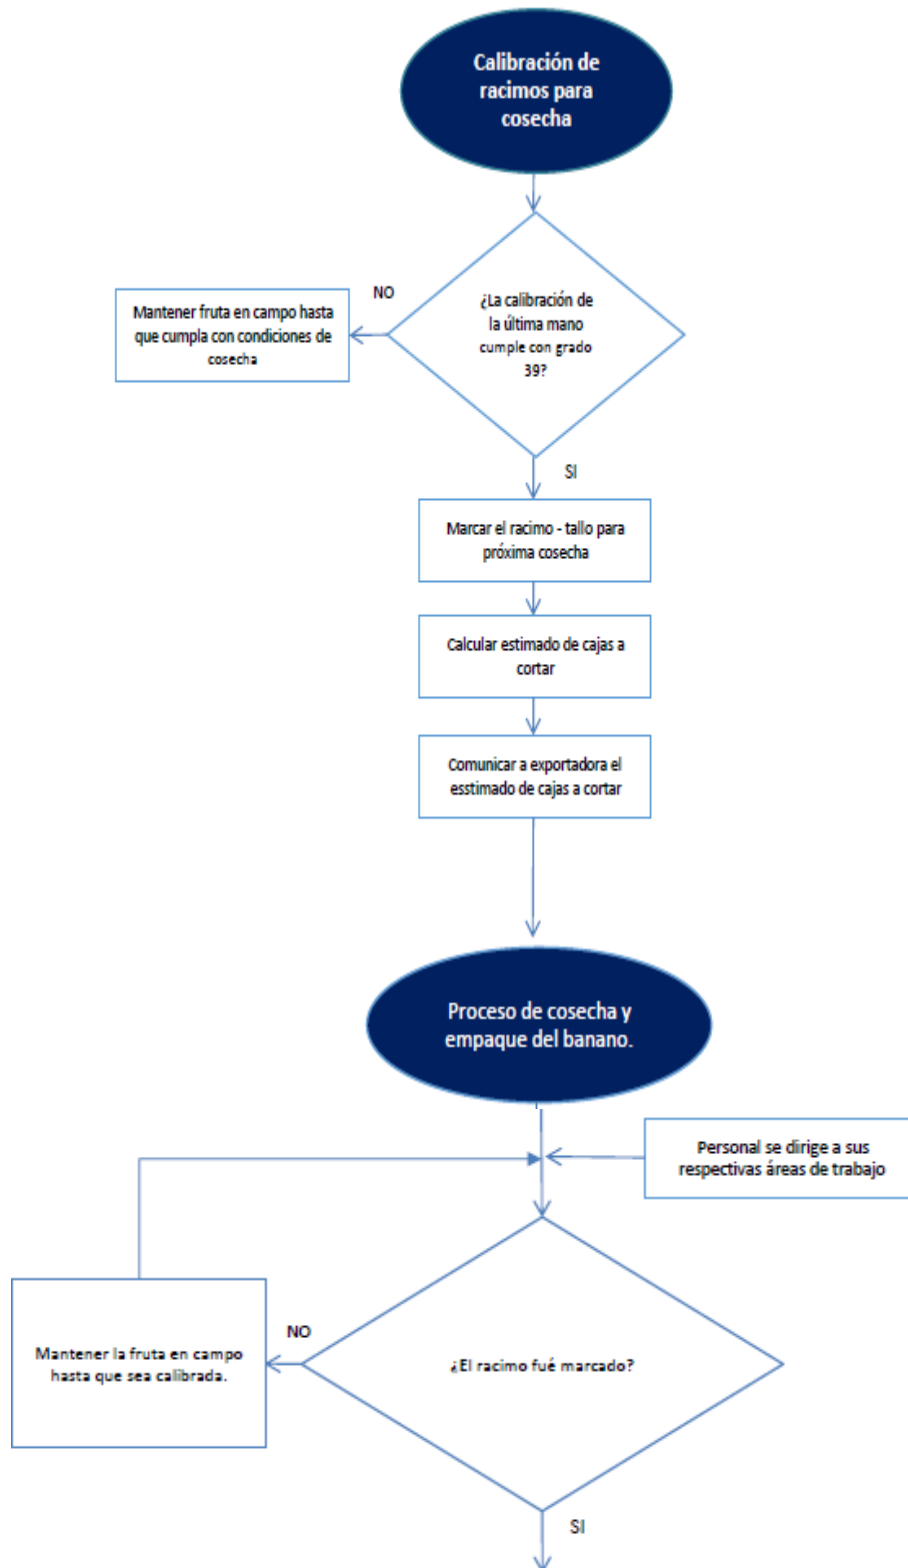 Calibración de
racimos para
cosecha
NO
¿La calibración de
la última mano
cumple con grado
39?
Mantener fruta en campo hasta
que cumpla con condiciones de
cosecha
SI
Marcar el racimo - tallo para
próxima cosecha
Calcular estimado de cajas a
cortar
Comunicar a exportadora el
esstimado de cajas a cortar
Proceso de cosecha y
empaque del banano.
Personal se dirige a sus
respectivas áreas de trabajo
NO
Mantener la fruta en campo
hasta que sea calibrada.
¿El racimo fué marcado?
SI